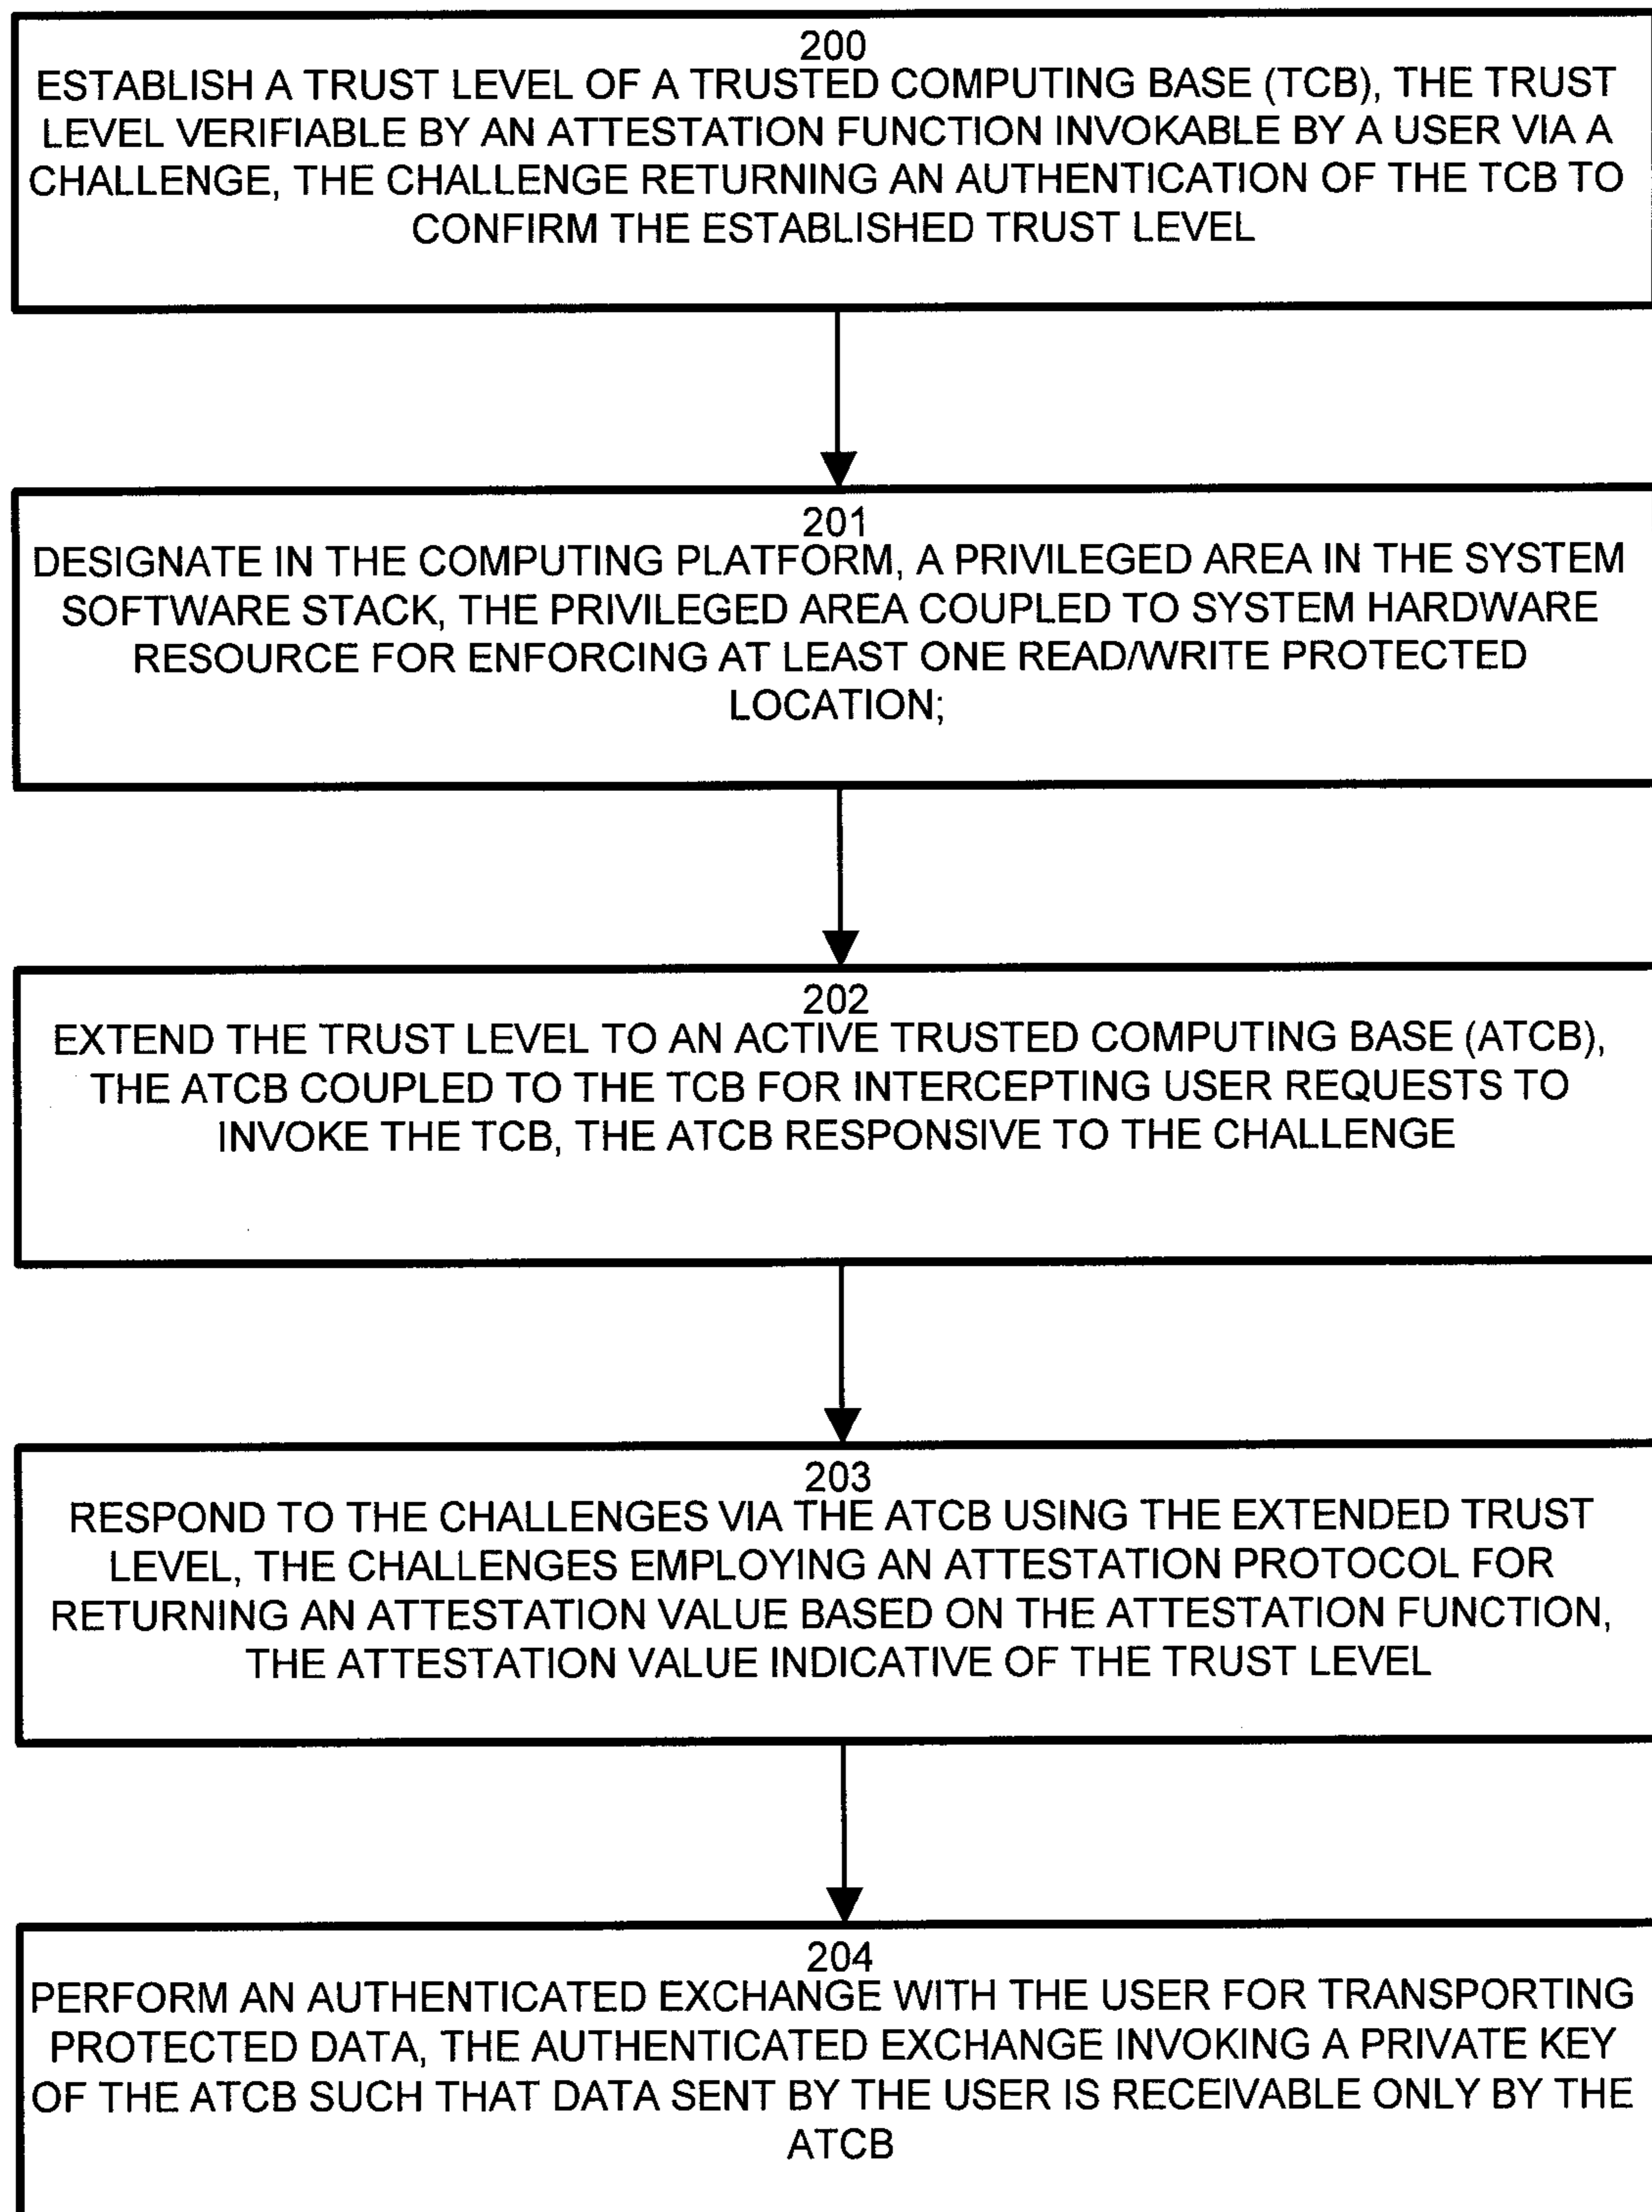 200
ESTABLISH A TRUST LEVEL OF A TRUSTED COMPUTING BASE (TCB), THE TRUST
LEVEL VERIFIABLE BY AN ATTESTATION FUNCTION INVOKABLE BY A USER VIA A
CHALLENGE, THE CHALLENGE RETURNING AN AUTHENTICATION OF THE TCB TO
CONFIRM THE ESTABLISHED TRUST LEVEL
201
DESIGNATE IN THE COMPUTING PLATFORM, A PRIVILEGED AREA IN THE SYSTEM
SOFTWARE STACK, THE PRIVILEGED AREA COUPLED TO SYSTEM HARDWARE
RESOURCE FOR ENFORCING AT LEAST ONE READ/WRITE PROTECTED
LOCATION;
202
EXTEND THE TRUST LEVEL TO AN ACTIVE TRUSTED COMPUTING BASE (ATCB),
THE ATCB COUPLED TO THE TCB FOR INTERCEPTING USER REQUESTS TO
INVOKE THE TCB, THE ATCB RESPONSIVE TO THE CHALLENGE
203
RESPOND TO THE CHALLENGES VIA THE ATCB USING THE EXTENDED TRUST
LEVEL, THE CHALLENGES EMPLOYING AN ATTESTATION PROTOCOL FOR
RETURNING AN ATTESTATION VALUE BASED ON THE ATTESTATION FUNCTION,
THE ATTESTATION VALUE INDICATIVE OF THE TRUST LEVEL
204
PERFORM AN AUTHENTICATED EXCHANGE WITH THE USER FOR TRANSPORTING
PROTECTED DATA, THE AUTHENTICATED EXCHANGE INVOKING A PRIVATE KEY
OF THE ATCB SUCH THAT DATA SENT BY THE USER IS RECEIVABLE ONLY BY THE
ATCB